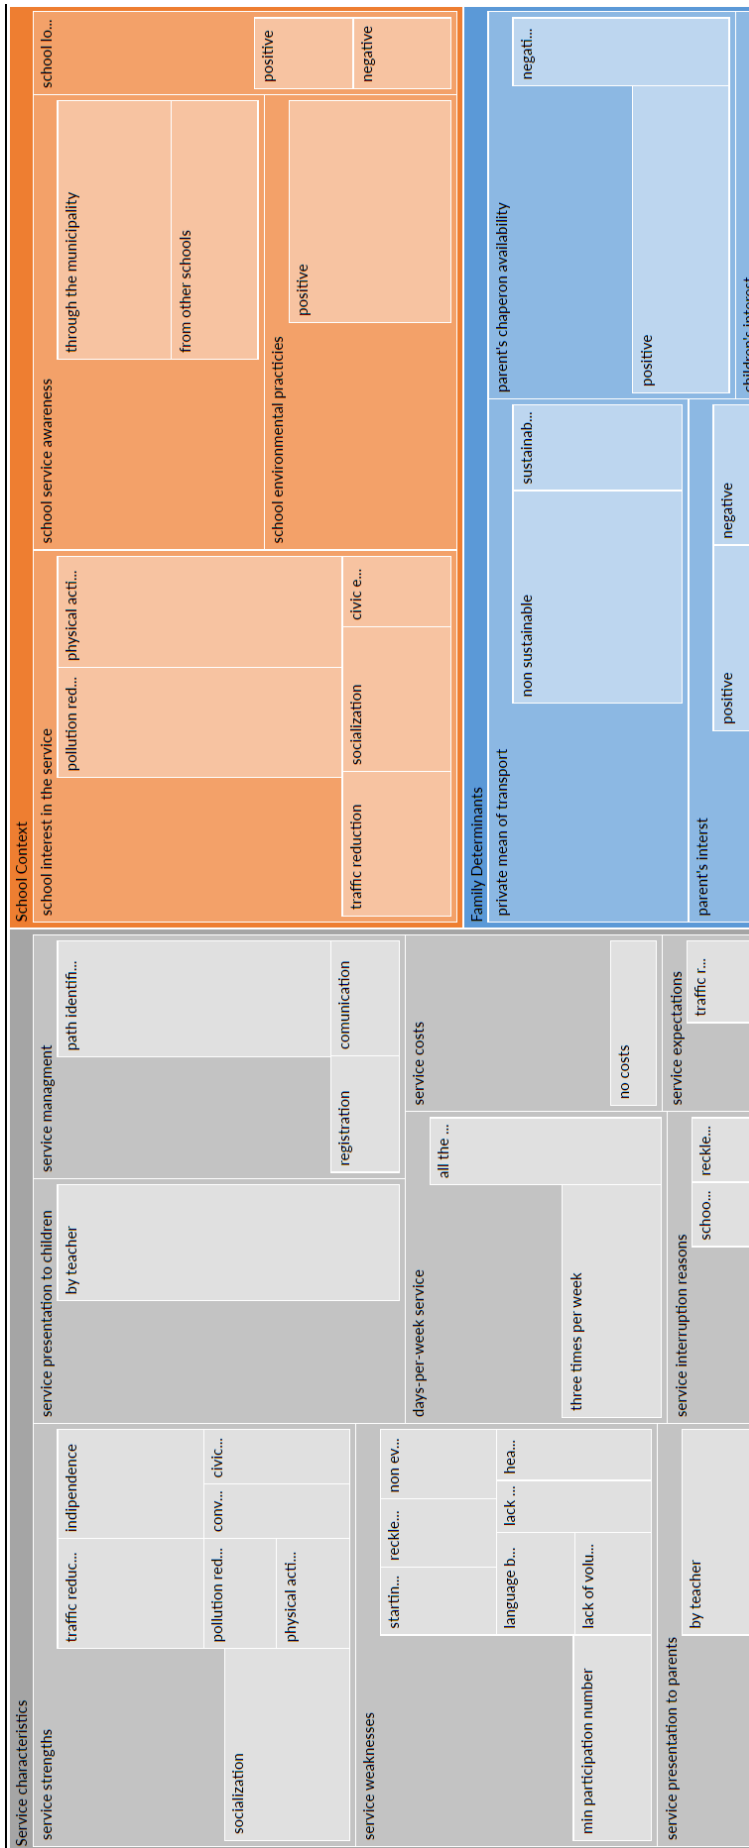 Service characteristics
service strengths
socialization
traffic reduc...
indipendence
pollution red...
conv...
civic...
physical acti...
service weaknesses
min participation number
startin...
reckle...
non ev...
language b...
lack ...
hea...
lack of volu...
service presentation to parents
by teacher
service presentation to children
by teacher
service managment
path identifi...
registration
comunication
days-per-week service
three times per week
all the ...
service costs
no costs
service interruption reasons
schoo...
reckle...
service expectations
traffic r...
School Context
school interest in the service
pollution red...
physical acti...
traffic reduction
socialization
civic e...
school service awareness
through the municipality
from other schools
school environmental practicies
positive
school lo...
positive
negative
Family Determinants
private mean of transport
non sustainable
sustainab...
parent's chaperon availability
positive
negati...
parent's interst
positive
negative
children's interest